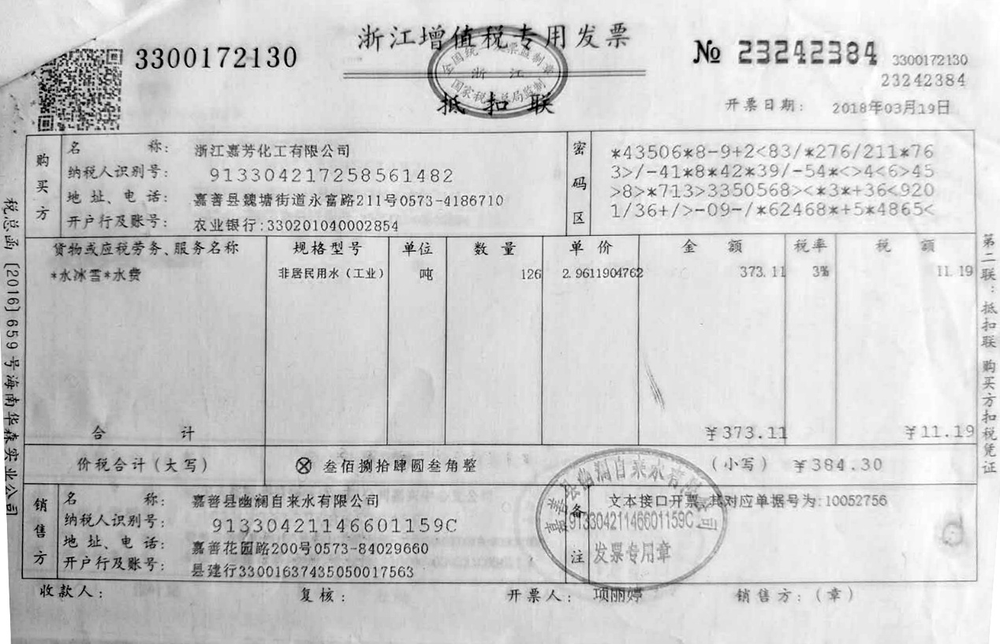 浙江增值税专用发票
3300172130
№ 23242384
3300172130
23242384
全国统一发票监制章
浙 江
国家税务总局监制
抵 扣 联
开票日期: 2018年03月19日
购买方
名 称: 浙江嘉芳化工有限公司
纳税人识别号: 913304217258561482
地 址、电 话: 嘉善县魏塘街道永富路211号0573-4186710
开户行及账号: 农业银行:330201040002854
密码区
*43506*8-9+2<83/*276/211*76
3>/-41*8*42*39/-54*<>4<6>45
>8>*713>3350568><*3*+36<920
1/36+/>-09-/*62468*+5*4865<
货物或应税劳务、服务名称 规格型号 单位 数 量 单 价 金 额 税率 税 额
*水冰雪*水费 非居民用水（工业） 吨 126 2.9611904762 373.11 3% 11.19
合 计 ￥373.11 ￥11.19
价税合计（大写） ⊗ 叁佰捌拾肆圆叁角整 （小写） ￥384.30
销售方
名 称: 嘉善县幽澜自来水有限公司
纳税人识别号: 91330421146601159C
地 址、电 话: 嘉善花园路200号0573-84029660
开户行及账号: 县建行33001637435050017563
备注
文本接口开票,其对应单据号为:10052756
嘉善县幽澜自来水有限公司
91330421146601159C
发票专用章
收款人: 复核: 开票人: 项丽婷 销售方:（章）
税总函［2016］659号海南华森实业公司
第二联：抵扣联 购买方扣税凭证